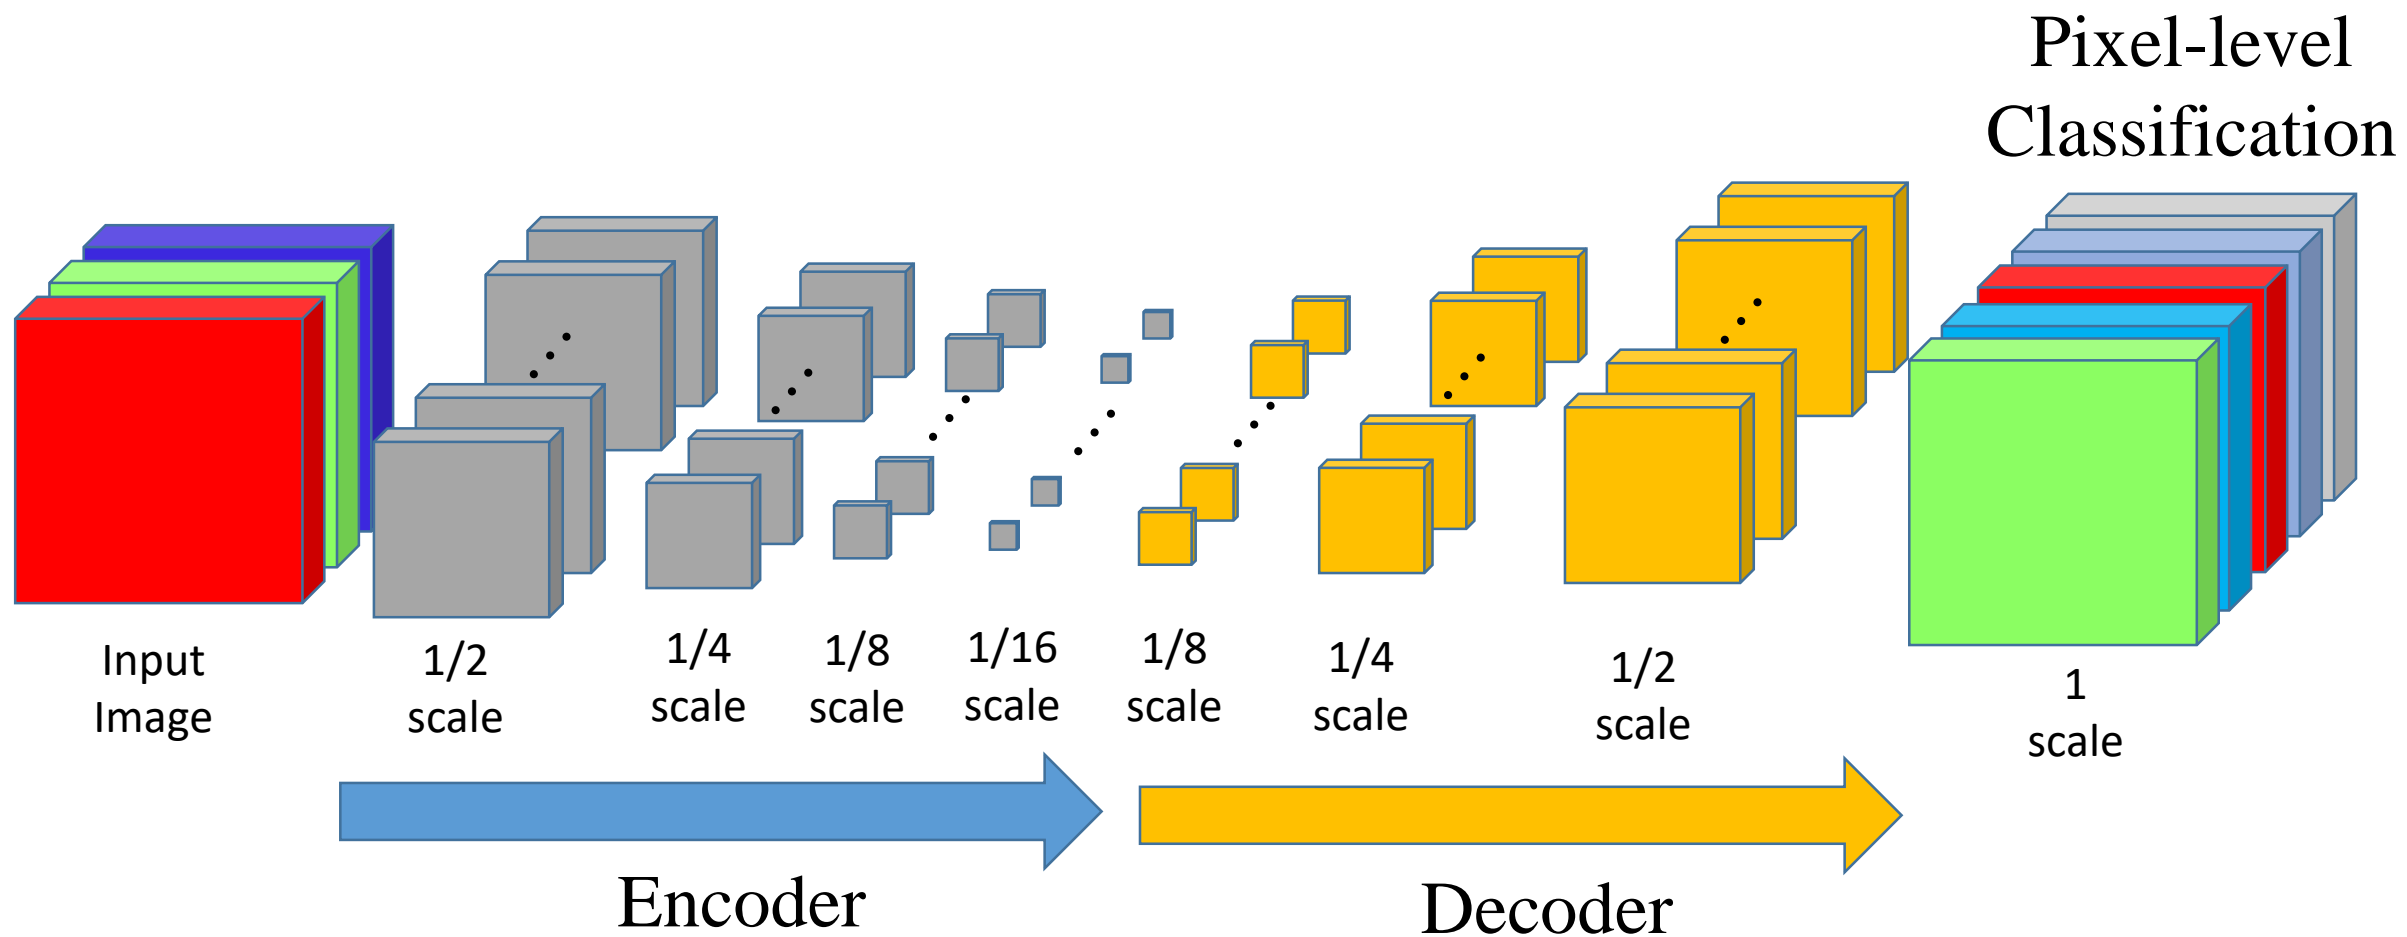 Pixel-level
Classification
Input
Image
1/2
scale
1/4
scale
1/8
scale
1/16
scale
1/8
scale
1/4
scale
1/2
scale
1
scale
Encoder
Decoder